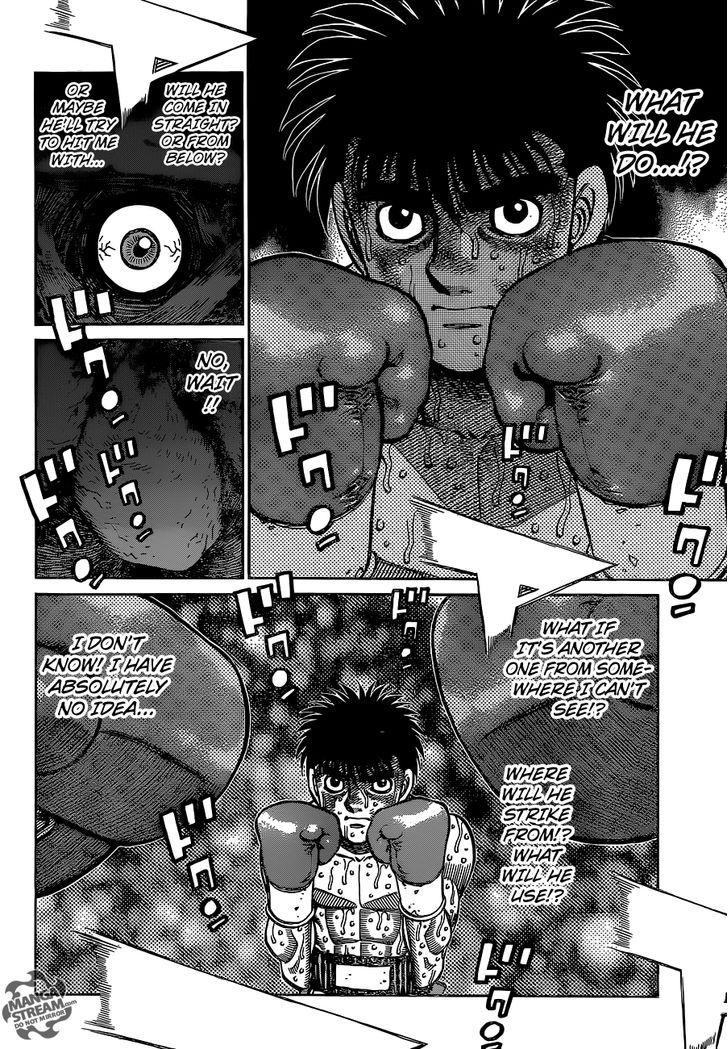 WHAT
WILL HE
DO....!?
WILL HE
COME IN
STRAIGHT?
OR FROM
BELOW?
OR
MAYBE
HE'LL TRY
TO HIT ME
WITH...
ドクン
NO,
WAIT
!!
ドクン
ドクン
ドクン
ドクン
ドクン
ドクン
WHAT IF
IT'S ANOTHER
ONE FROM SOME-
WHERE I CAN'T
SEE!?
I DON'T
KNOW! I HAVE
ABSOLUTELY
NO IDEA...
WHERE
WILL HE
STRIKE
FROM!?
WHAT
WILL HE
USE!?
ドクン
ドクン
MANGA
STREAM.com
DO NOT MIRROR!